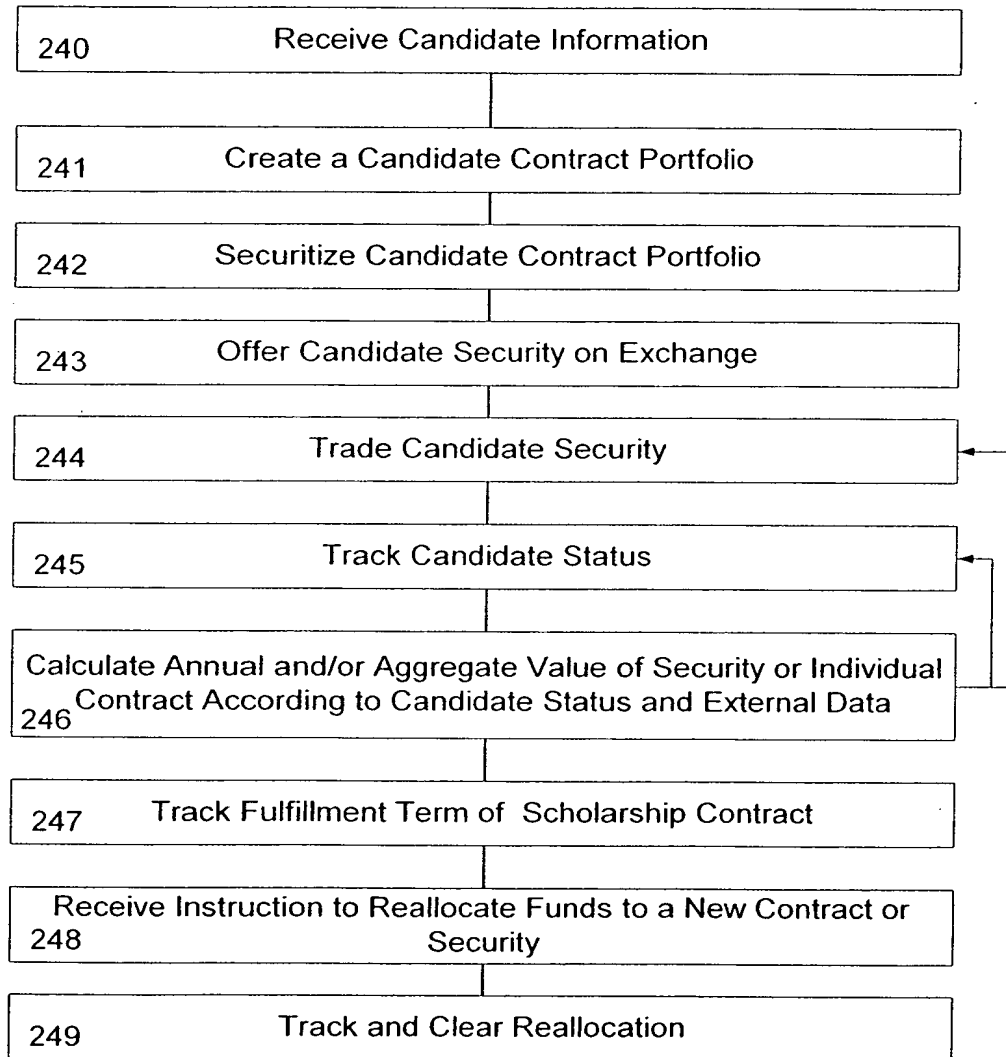 240 Receive Candidate Information
241 Create a Candidate Contract Portfolio
242 Securitize Candidate Contract Portfolio
243 Offer Candidate Security on Exchange
244 Trade Candidate Security
245 Track Candidate Status
Calculate Annual and/or Aggregate Value of Security or Individual
246 Contract According to Candidate Status and External Data
247 Track Fulfillment Term of Scholarship Contract
Receive Instruction to Reallocate Funds to a New Contract or
248 Security
249 Track and Clear Reallocation